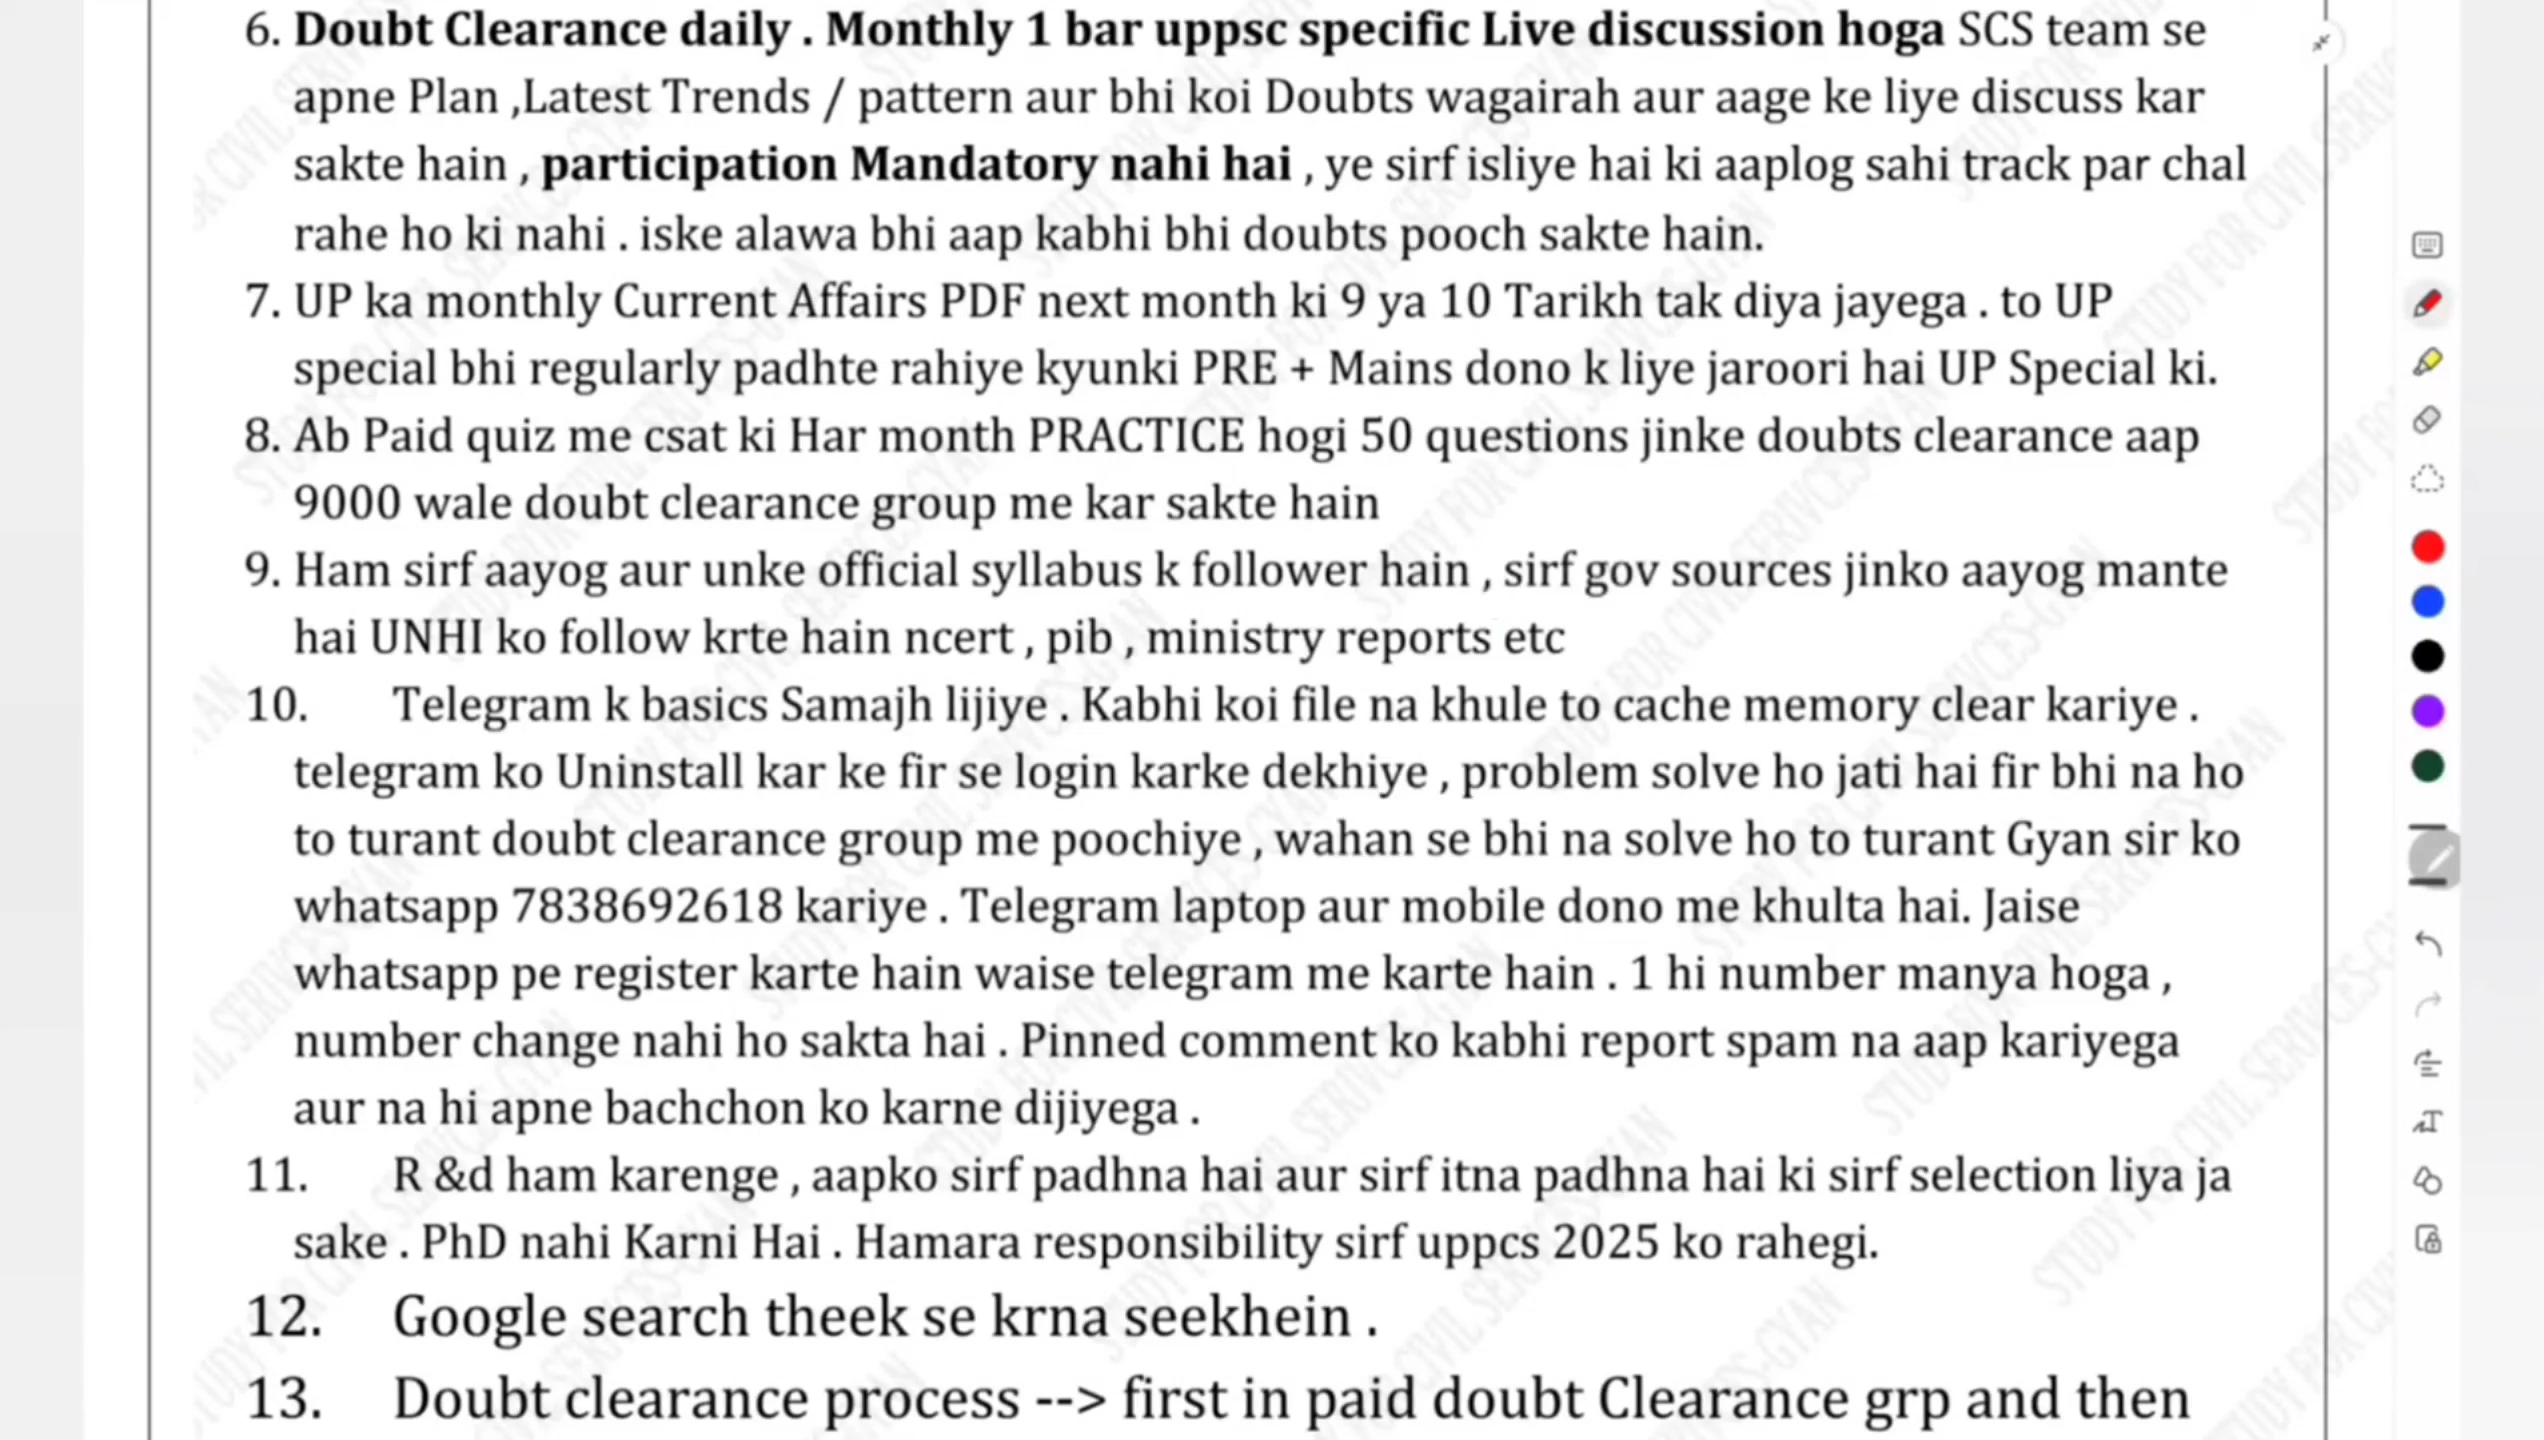 6. Doubt Clearance daily . Monthly 1 bar uppsc specific Live discussion hoga SCS team se
apne Plan ,Latest Trends / pattern aur bhi koi Doubts wagairah aur aage ke liye discuss kar
sakte hain , participation Mandatory nahi hai , ye sirf isliye hai ki aaplog sahi track par chal
rahe ho ki nahi . iske alawa bhi aap kabhi bhi doubts pooch sakte hain.
7. UP ka monthly Current Affairs PDF next month ki 9 ya 10 Tarikh tak diya jayega . to UP
special bhi regularly padhte rahiye kyunki PRE + Mains dono k liye jaroori hai UP Special ki.
8. Ab Paid quiz me csat ki Har month PRACTICE hogi 50 questions jinke doubts clearance aap
9000 wale doubt clearance group me kar sakte hain
9. Ham sirf aayog aur unke official syllabus k follower hain , sirf gov sources jinko aayog mante
hai UNHI ko follow krte hain ncert , pib , ministry reports etc
10. Telegram k basics Samajh lijiye . Kabhi koi file na khule to cache memory clear kariye .
telegram ko Uninstall kar ke fir se login karke dekhiye , problem solve ho jati hai fir bhi na ho
to turant doubt clearance group me poochiye , wahan se bhi na solve ho to turant Gyan sir ko
whatsapp 7838692618 kariye . Telegram laptop aur mobile dono me khulta hai. Jaise
whatsapp pe register karte hain waise telegram me karte hain . 1 hi number manya hoga ,
number change nahi ho sakta hai . Pinned comment ko kabhi report spam na aap kariyega
aur na hi apne bachchon ko karne dijiyega .
11. R &d ham karenge , aapko sirf padhna hai aur sirf itna padhna hai ki sirf selection liya ja
sake . PhD nahi Karni Hai . Hamara responsibility sirf uppcs 2025 ko rahegi.
12. Google search theek se krna seekhein .
13. Doubt clearance process --> first in paid doubt Clearance grp and then
STUDY FOR CIVIL SERIVCES-GYAN